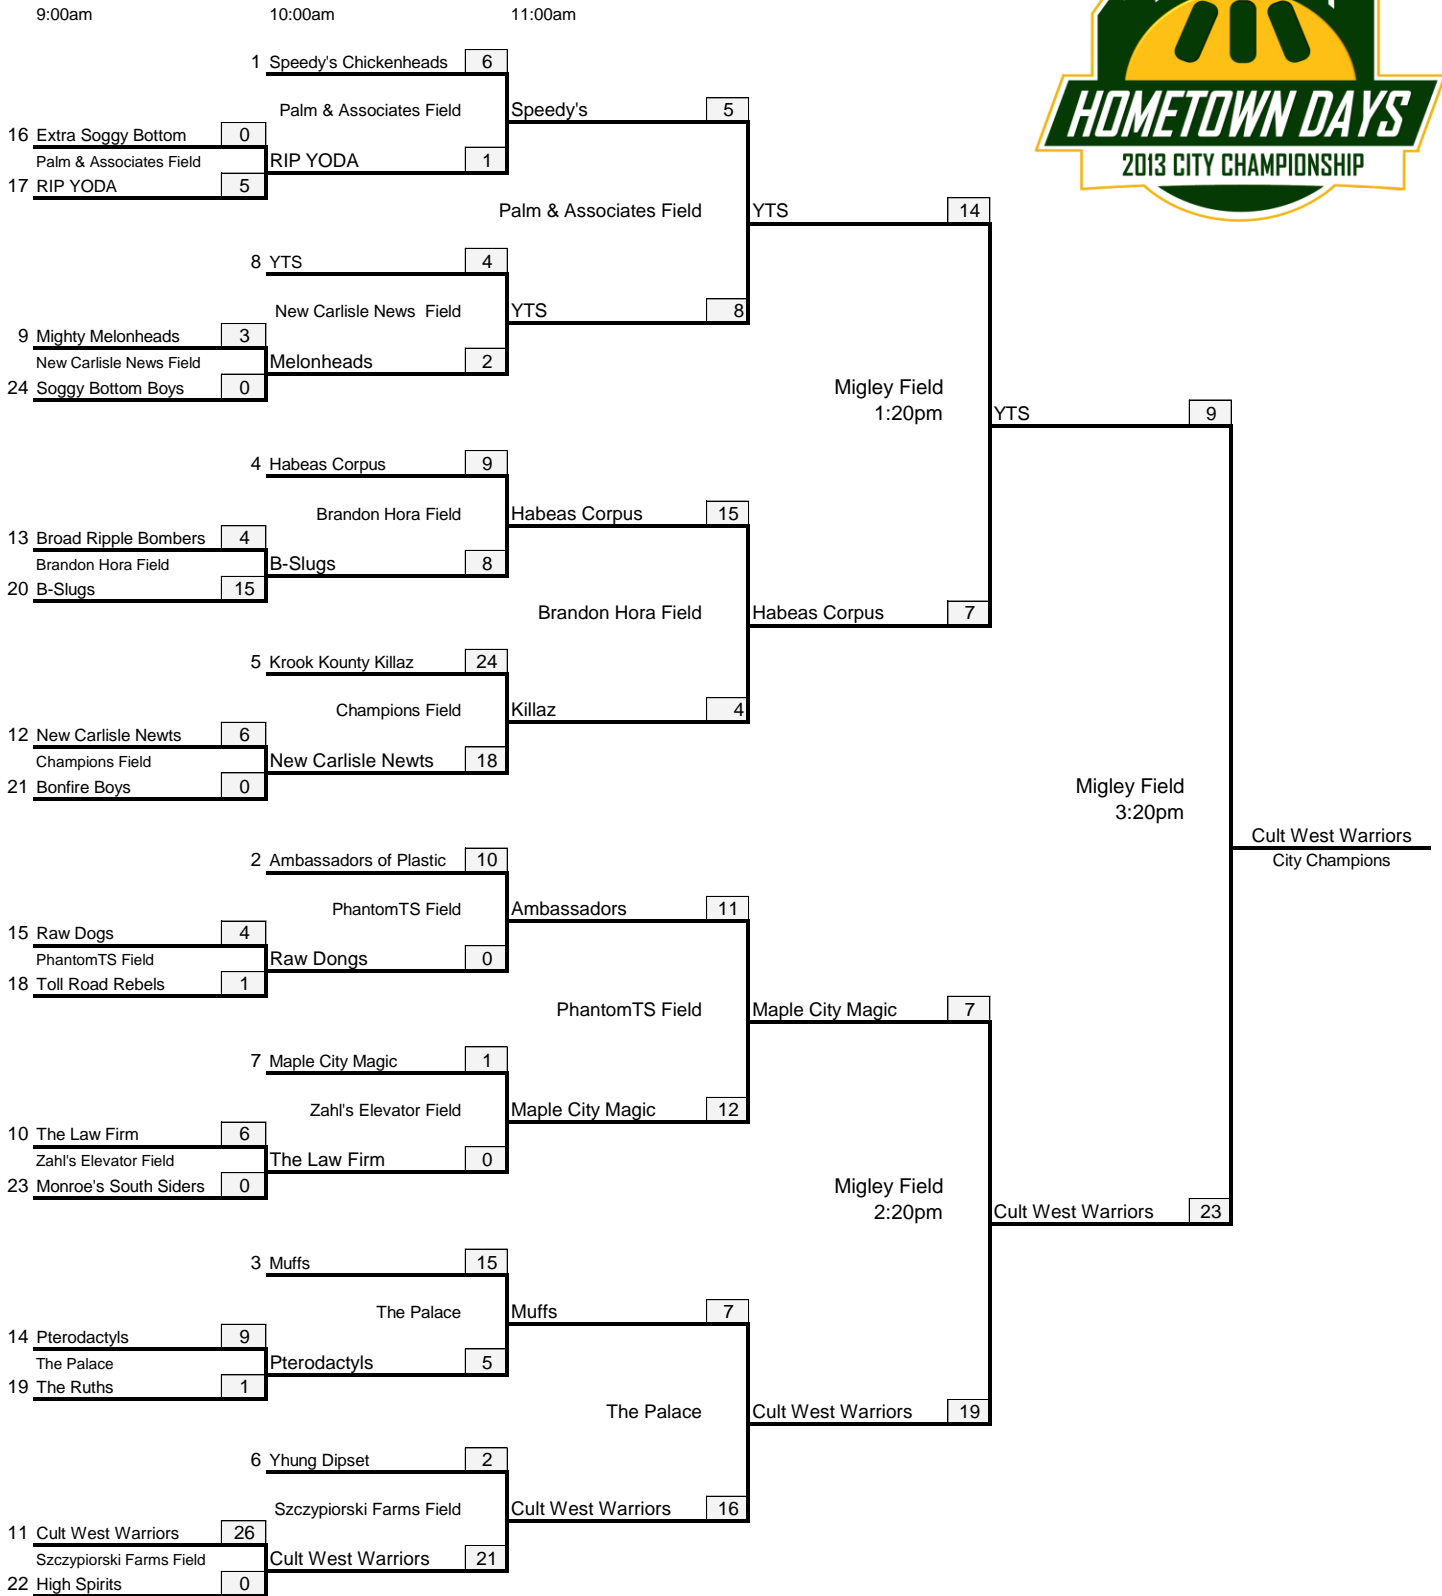 9:00am 10:00am 11:00am
HOMETOWN DAYS
2013 CITY CHAMPIONSHIP
1 Speedy's Chickenheads 6
Palm & Associates Field
Speedy's 5
16 Extra Soggy Bottom 0
Palm & Associates Field
RIP YODA 1
17 RIP YODA 5
Palm & Associates Field
YTS 14
8 YTS 4
New Carlisle News Field
YTS 8
9 Mighty Melonheads 3
New Carlisle News Field
Melonheads 2
24 Soggy Bottom Boys 0
Migley Field
1:20pm
YTS 9
4 Habeas Corpus 9
Brandon Hora Field
Habeas Corpus 15
13 Broad Ripple Bombers 4
Brandon Hora Field
B-Slugs 8
20 B-Slugs 15
Brandon Hora Field
Habeas Corpus 7
5 Krook Kounty Killaz 24
Champions Field
Killaz 4
12 New Carlisle Newts 6
Champions Field
New Carlisle Newts 18
21 Bonfire Boys 0
Migley Field
3:20pm
Cult West Warriors
City Champions
2 Ambassadors of Plastic 10
PhantomTS Field
Ambassadors 11
15 Raw Dogs 4
PhantomTS Field
Raw Dongs 0
18 Toll Road Rebels 1
PhantomTS Field
Maple City Magic 7
7 Maple City Magic 1
Zahl's Elevator Field
Maple City Magic 12
10 The Law Firm 6
Zahl's Elevator Field
The Law Firm 0
23 Monroe's South Siders 0
Migley Field
2:20pm
Cult West Warriors 23
3 Muffs 15
The Palace
Muffs 7
14 Pterodactyls 9
The Palace
Pterodactyls 5
19 The Ruths 1
The Palace
Cult West Warriors 19
6 Yhung Dipset 2
Szczypiorski Farms Field
Cult West Warriors 16
11 Cult West Warriors 26
Szczypiorski Farms Field
Cult West Warriors 21
22 High Spirits 0